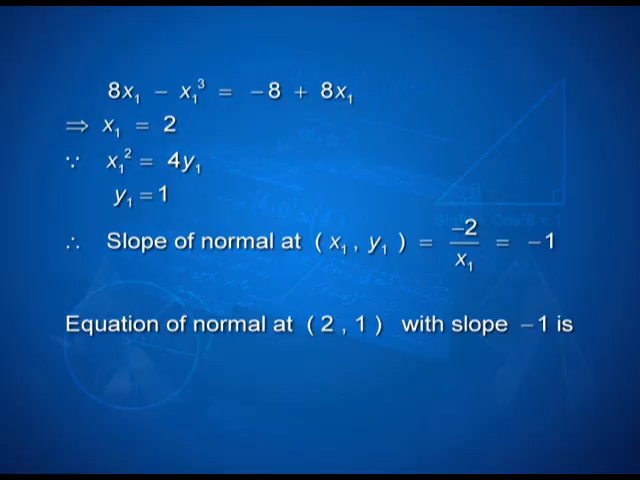 8x₁ − x₁³ = −8 + 8x₁
⇒ x₁ = 2
∵ x₁² = 4y₁
y₁ = 1
∴ Slope of normal at ( x₁ , y₁ ) = −2/x₁ = −1
Equation of normal at ( 2 , 1 ) with slope −1 is